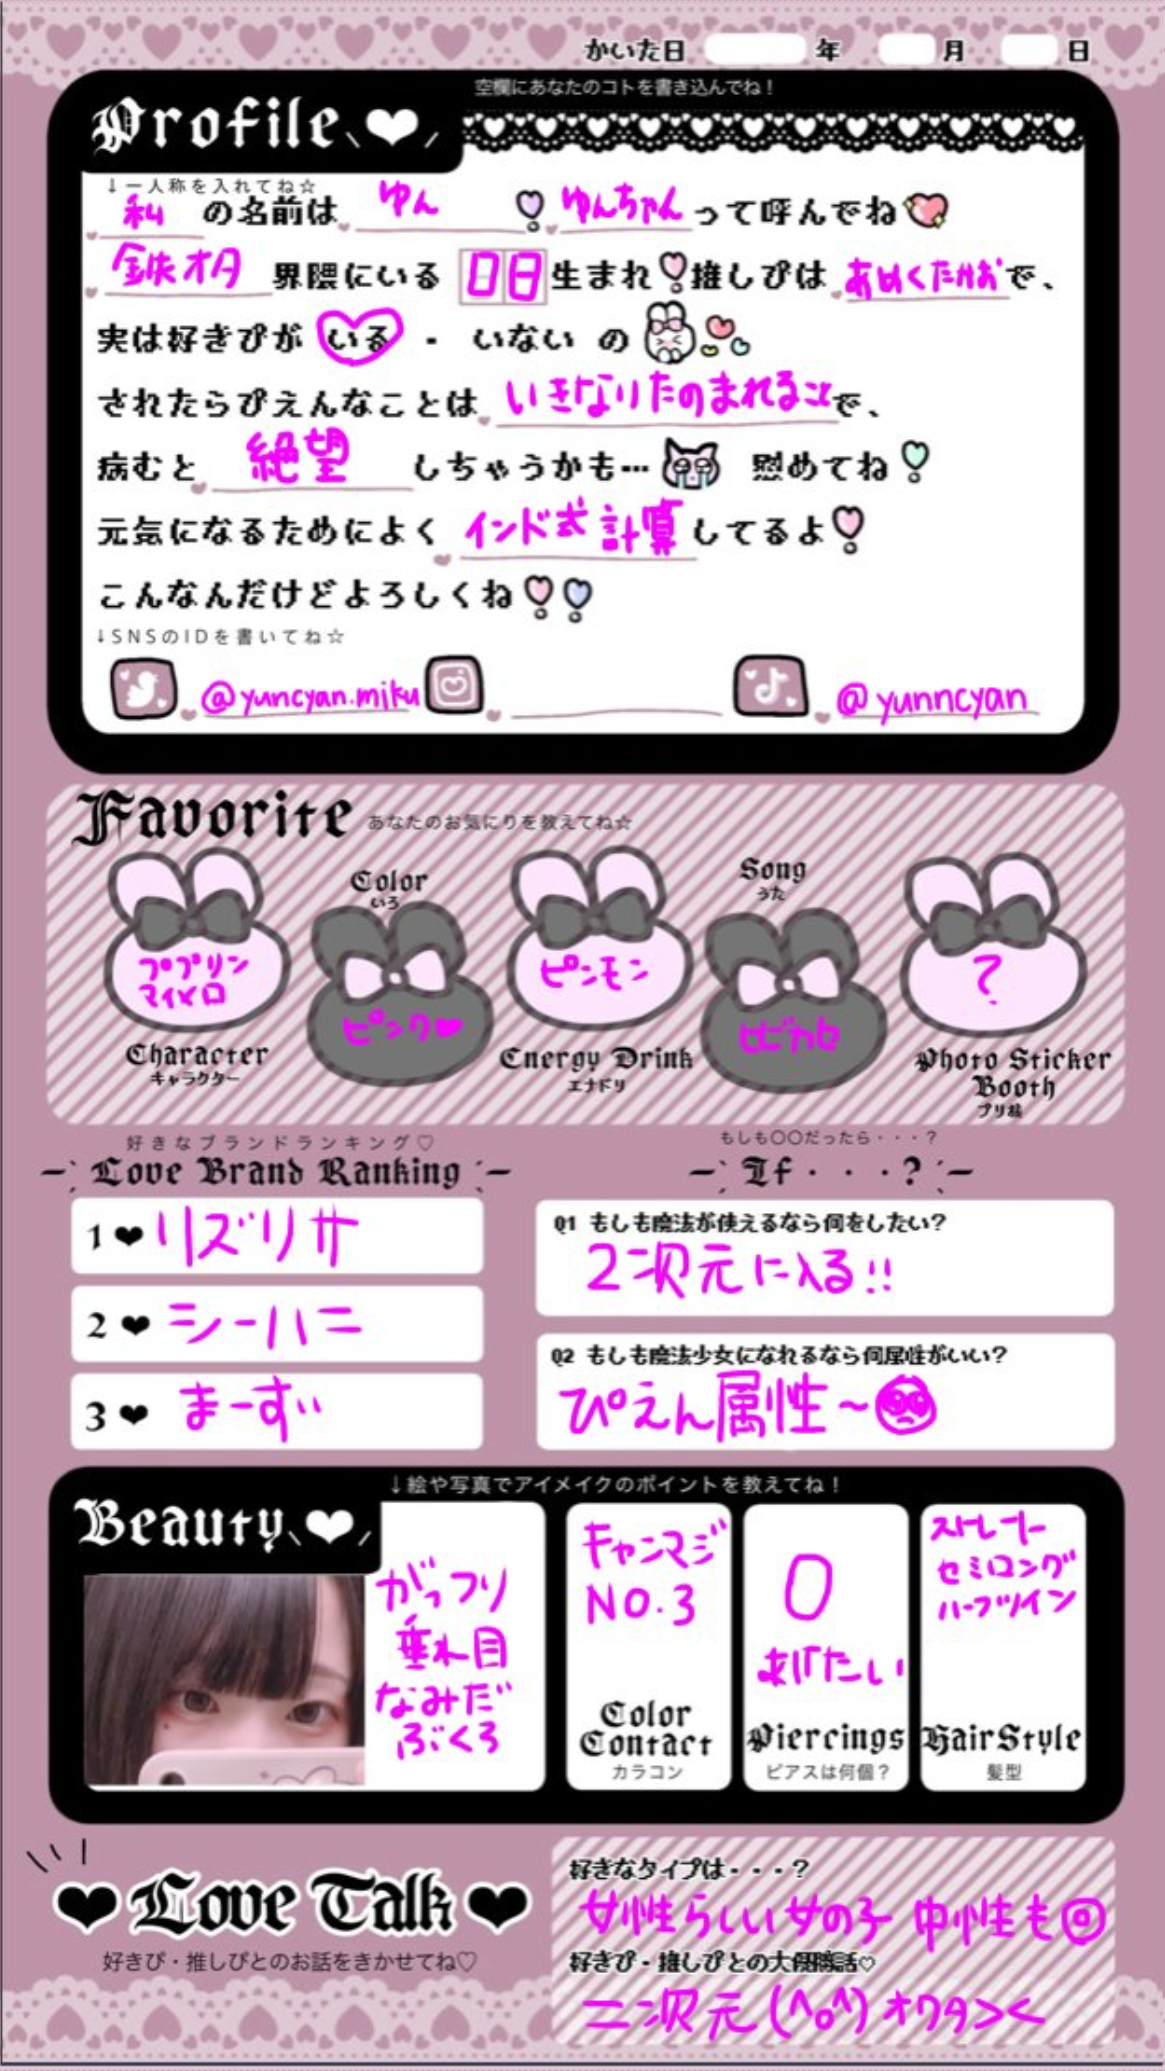 かいた日 年 月 日
空欄にあなたのコトを書き込んでね！
Profile
↓一人称を入れてね☆
私 の名前は ゆん ゆんちゃん って呼んでね
鉄オタ 界隈にいる 日生まれ 推しぴは あめくたかお で、
実は好きぴが いる ・ いない の
されたらぴえんなことは いきなりたのまれること で、
病むと 絶望 しちゃうかも… 慰めてね
元気になるためによく インド式計算 してるよ
こんなんだけどよろしくね
↓SNSのIDを書いてね☆
@yuncyan.miku @yunncyan
Favorite あなたのお気にりを教えてね☆
Color
いろ
Song
うた
プリン
マイメロ
ピンク♥
ピンモン
?
Character
キャラクター
Energy Drink
エナドリ
Photo Sticker
Booth
プリ機
好きなブランドランキング♡
Love Brand Ranking
1 ♥ リズリサ
2 ♥ シーハニ
3 ♥ まーずぃ
もしも〇〇だったら・・・？
If・・・?
Q1 もしも魔法が使えるなら何をしたい？
2次元に入る!!
Q2 もしも魔法少女になれるなら何属性がいい？
ぴえん属性〜
↓絵や写真でアイメイクのポイントを教えてね！
Beauty
がっつり
垂れ目
なみだ
ぶくろ
キャンマジ
NO.3
Color
Contact
カラコン
0
あけたい
Piercings
ピアスは何個？
ストレート
セミロング
ハーフツイン
HairStyle
髪型
♥ Love Talk ♥
好きぴ・推しぴとのお話をきかせてね♡
好きなタイプは・・・？
女性らしい女の子 中性も◎
好きぴ・推しぴとの大恋愛話♡
二次元(^o^)オワタ><